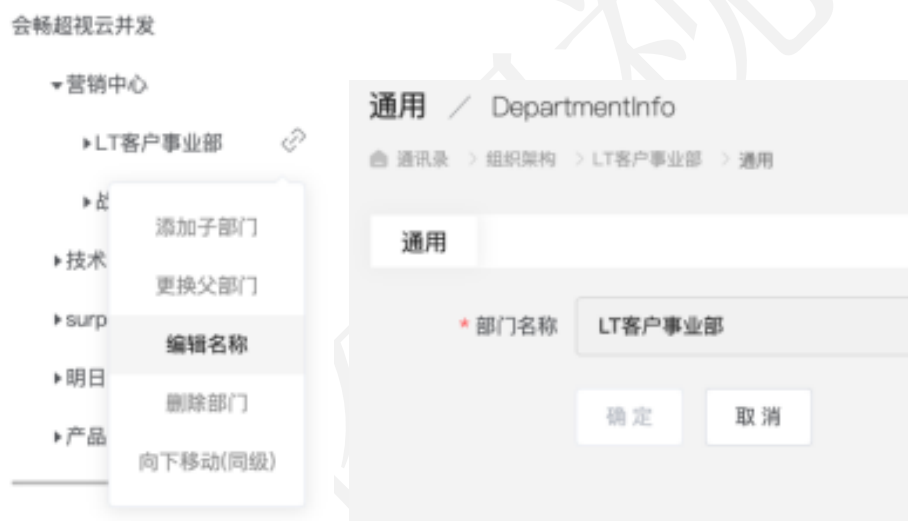 会畅超视云并发
营销中心
LT客户事业部
添加子部门
技术
更换父部门
surp
编辑名称
明日
删除部门
产品
向下移动(同级)
通用 / DepartmentInfo
通讯录 > 组织架构 > LT客户事业部 > 通用
通用
* 部门名称 LT客户事业部
确定 取消